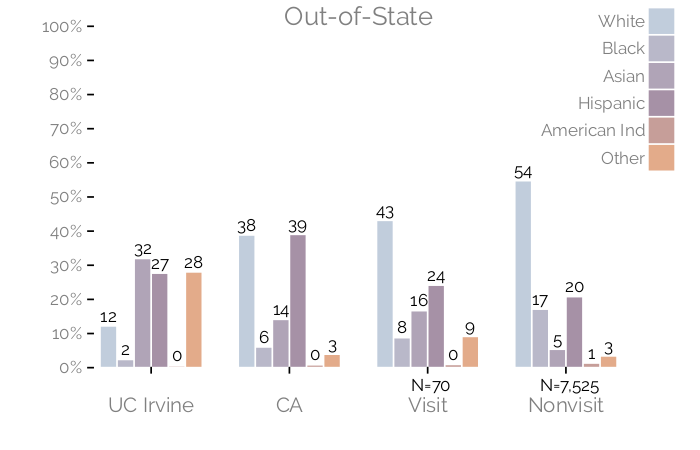 Out-of-State
100%
90%
80%
70%
60%
50%
40%
30%
20%
10%
0%
White
Black
Asian
Hispanic
American Ind
Other
12
2
32
27
0
28
38
6
14
39
0
3
43
8
16
24
0
9
54
17
5
20
1
3
N=70
N=7,525
UC Irvine
CA
Visit
Nonvisit